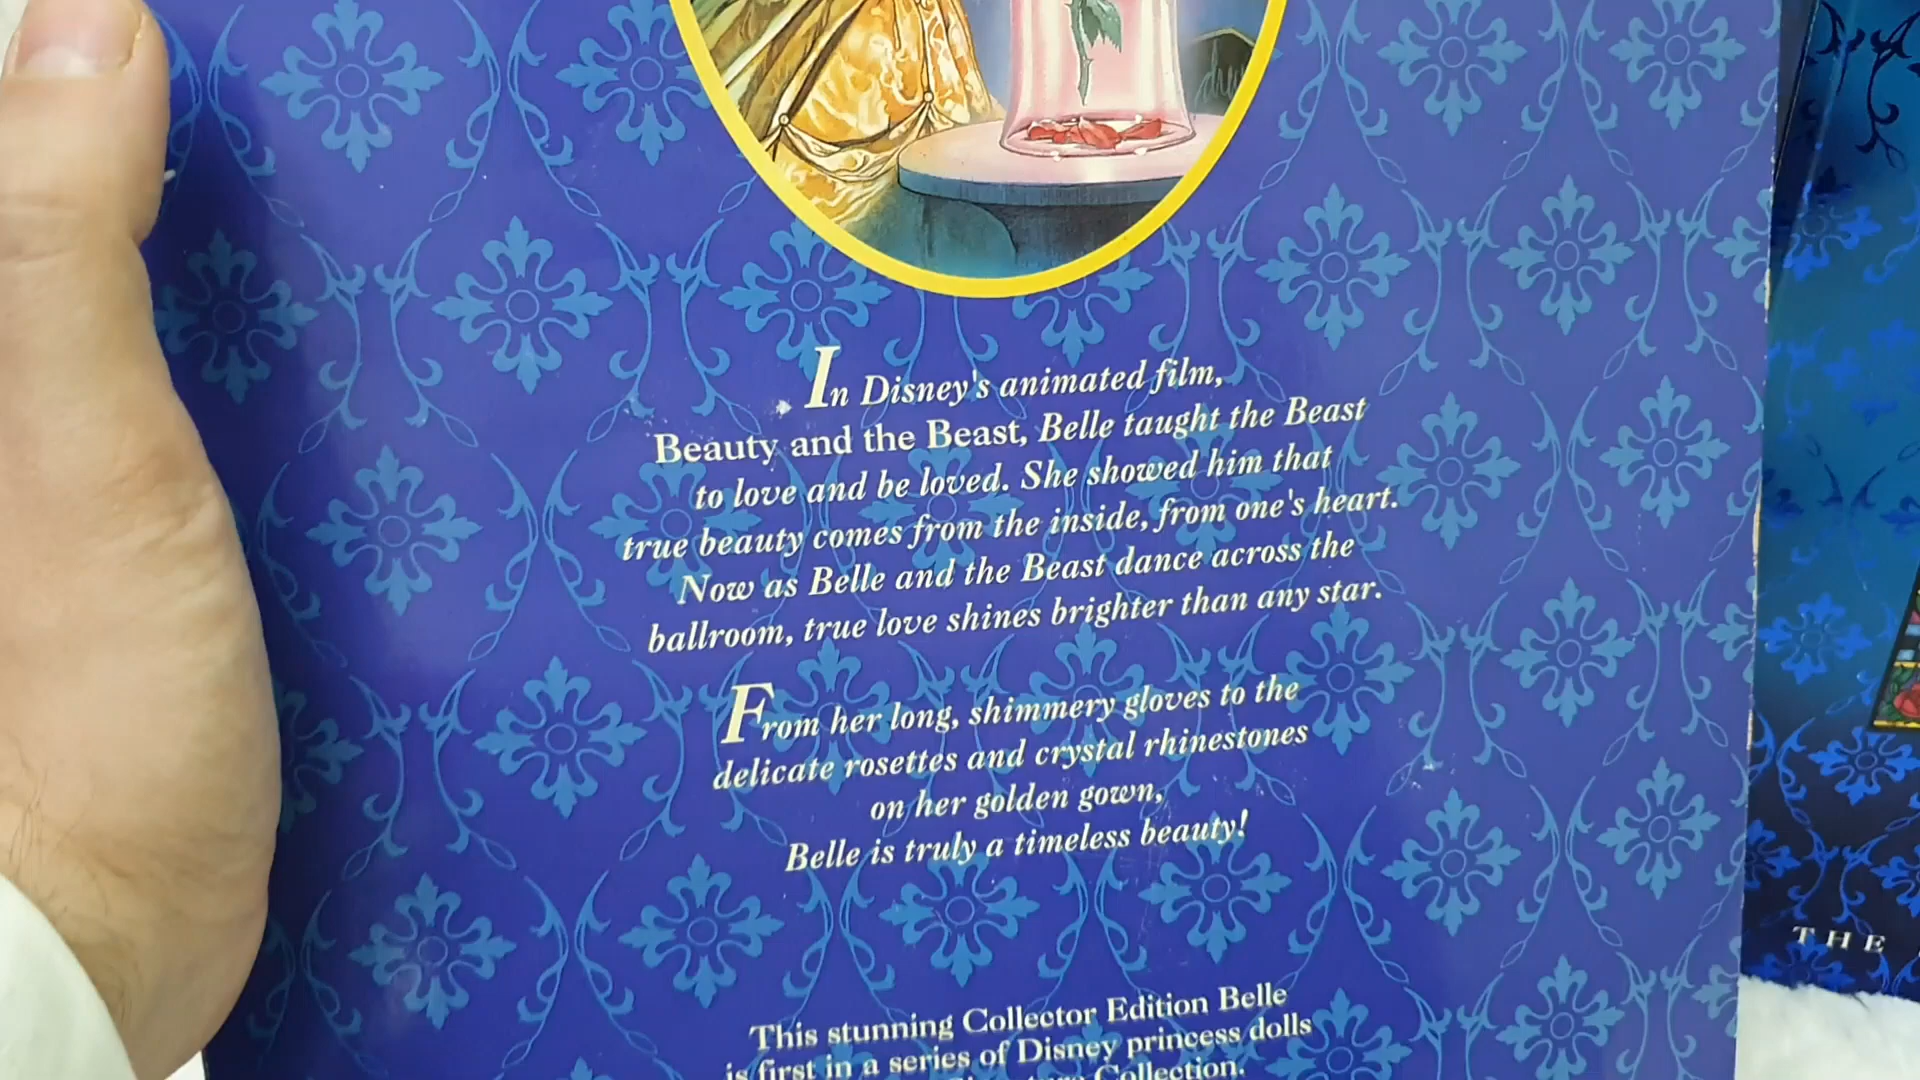 In Disney's animated film,
Beauty and the Beast, Belle taught the Beast
to love and be loved. She showed him that
true beauty comes from the inside, from one's heart.
Now as Belle and the Beast dance across the
ballroom, true love shines brighter than any star.
From her long, shimmery gloves to the
delicate rosettes and crystal rhinestones
on her golden gown,
Belle is truly a timeless beauty!
This stunning Collector Edition Belle
is first in a series of Disney princess dolls
Collection.
THE